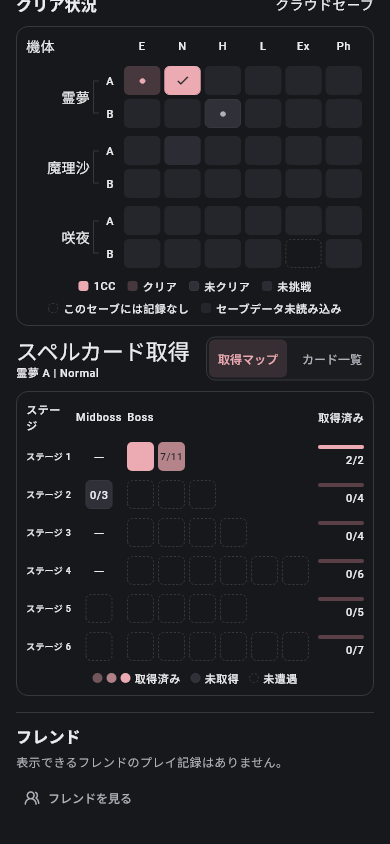 クリア状況 クラウドセーブ
機体 E N H L Ex Ph
霊夢 A
B
魔理沙 A
B
咲夜 A
B
1CC クリア 未クリア 未挑戦
このセーブには記録なし セーブデータ未読み込み
スペルカード取得 取得マップ カード一覧
霊夢 A | Normal
ステージ Midboss Boss 取得済み
ステージ 1 — 7/11 2/2
ステージ 2 0/3 0/4
ステージ 3 — 0/4
ステージ 4 — 0/6
ステージ 5 0/5
ステージ 6 0/7
取得済み 未取得 未遭遇
フレンド
表示できるフレンドのプレイ記録はありません。
フレンドを見る